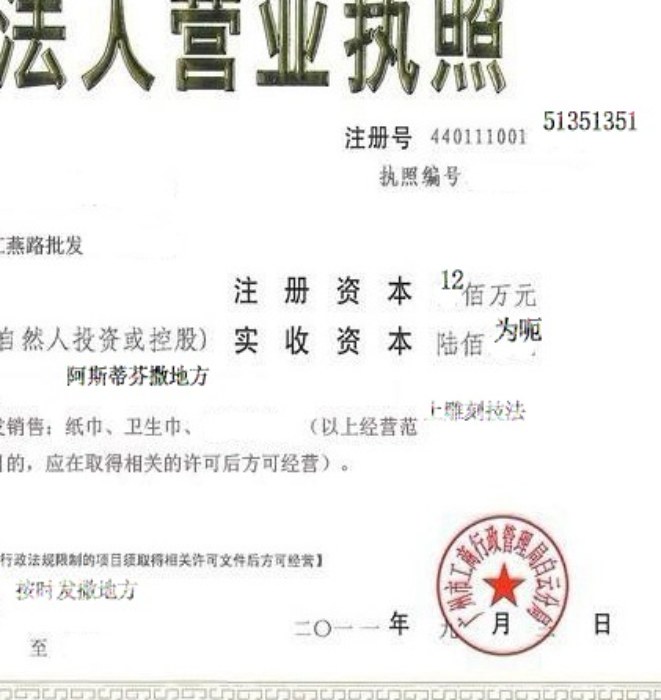 法人营业执照
51351351
注册号 440111001
执照编号
燕路批发
注册资本 12佰万元
自然人投资或控股) 实收资本 陆佰 为呃
阿斯蒂芬撒地方
上雕刻技法
销售：纸巾、卫生巾、 （以上经营范
的，应在取得相关的许可后方可经营）。
行政法规限制的项目须取得相关许可文件后方可经营】
按时发撒地方
广州市工商行政管理局白云分局
二〇一一年 九月 日
至